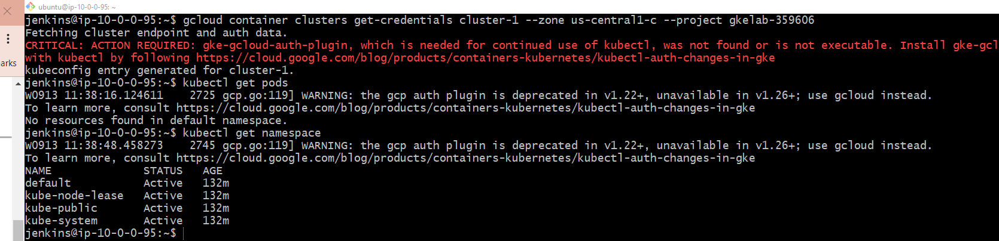 ubuntu@ip-10-0-0-95: ~
jenkins@ip-10-0-0-95:~$ gcloud container clusters get-credentials cluster-1 --zone us-central1-c --project gkelab-359606
Fetching cluster endpoint and auth data.
CRITICAL: ACTION REQUIRED: gke-gcloud-auth-plugin, which is needed for continued use of kubectl, was not found or is not executable. Install gke-gcl
arks
with kubectl by following https://cloud.google.com/blog/products/containers-kubernetes/kubectl-auth-changes-in-gke
kubeconfig entry generated for cluster-1.
jenkins@ip-10-0-0-95:~$ kubectl get pods
W0913 11:38:16.124611    2725 gcp.go:119] WARNING: the gcp auth plugin is deprecated in v1.22+, unavailable in v1.26+; use gcloud instead.
To learn more, consult https://cloud.google.com/blog/products/containers-kubernetes/kubectl-auth-changes-in-gke
No resources found in default namespace.
jenkins@ip-10-0-0-95:~$ kubectl get namespace
W0913 11:38:48.458273    2745 gcp.go:119] WARNING: the gcp auth plugin is deprecated in v1.22+, unavailable in v1.26+; use gcloud instead.
To learn more, consult https://cloud.google.com/blog/products/containers-kubernetes/kubectl-auth-changes-in-gke
NAME              STATUS   AGE
default           Active   132m
kube-node-lease   Active   132m
kube-public       Active   132m
kube-system       Active   132m
jenkins@ip-10-0-0-95:~$